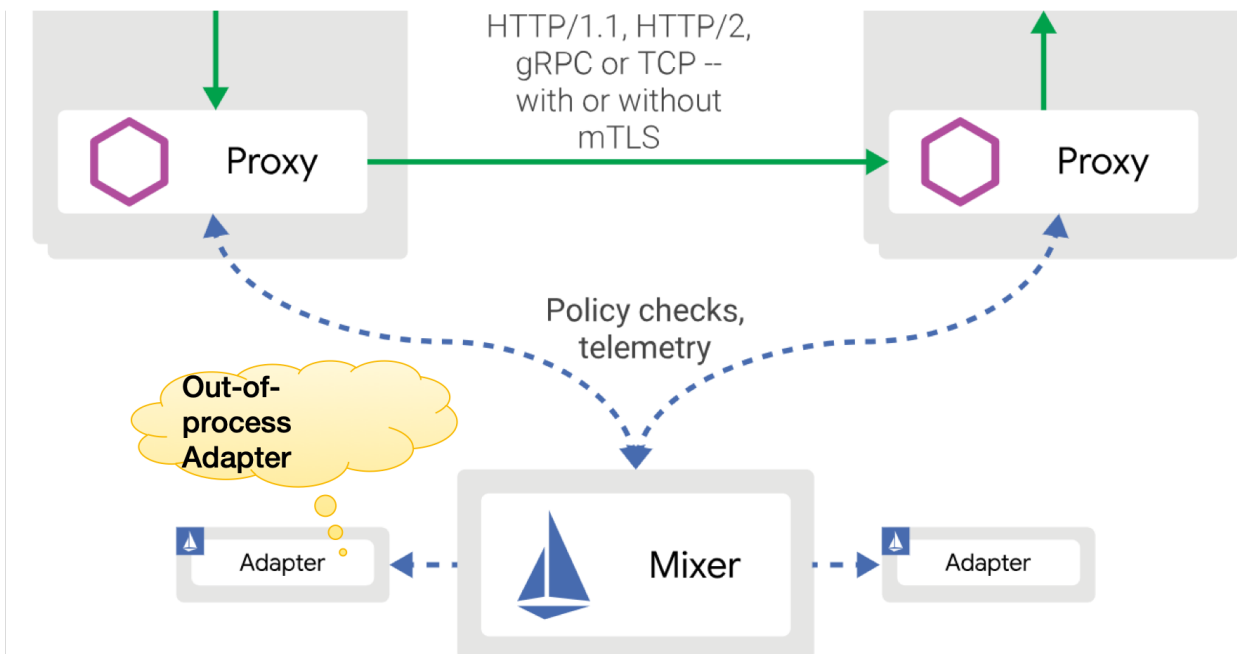 HTTP/1.1, HTTP/2,
gRPC or TCP --
with or without
mTLS
Proxy
Proxy
Policy checks,
telemetry
Out-of-
process
Adapter
Adapter
Mixer
Adapter